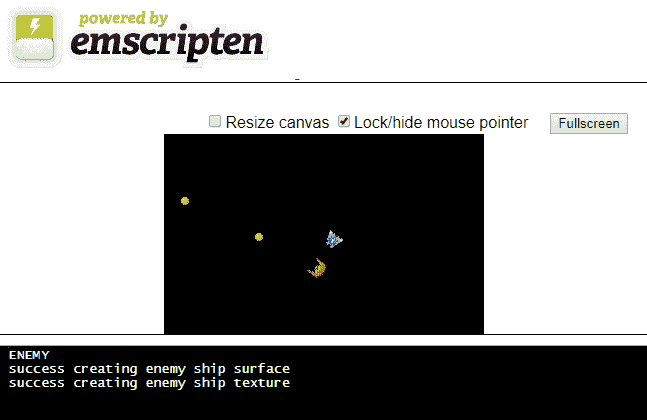 powered by
emscripten
Resize canvas Lock/hide mouse pointer Fullscreen
ENEMY
success creating enemy ship surface
success creating enemy ship texture